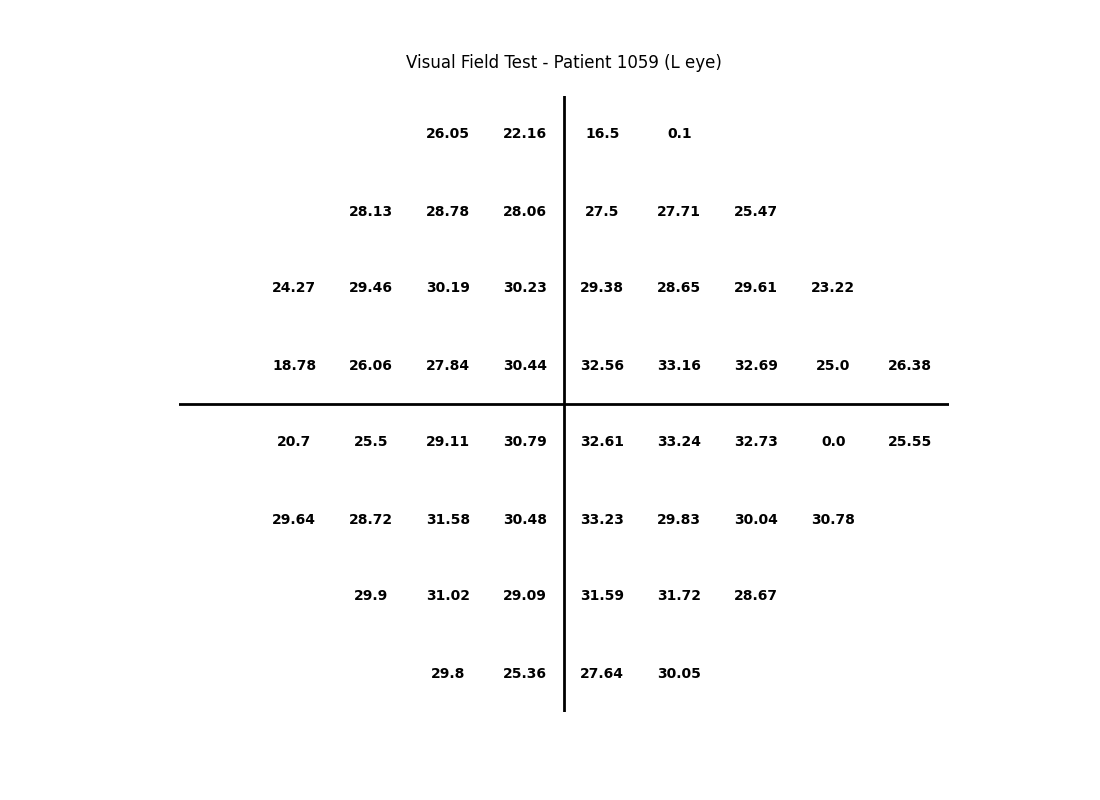 Visual Field Test - Patient 1059 (L eye)
26.05 22.16 16.5 0.1
28.13 28.78 28.06 27.5 27.71 25.47
24.27 29.46 30.19 30.23 29.38 28.65 29.61 23.22
18.78 26.06 27.84 30.44 32.56 33.16 32.69 25.0 26.38
20.7 25.5 29.11 30.79 32.61 33.24 32.73 0.0 25.55
29.64 28.72 31.58 30.48 33.23 29.83 30.04 30.78
29.9 31.02 29.09 31.59 31.72 28.67
29.8 25.36 27.64 30.05